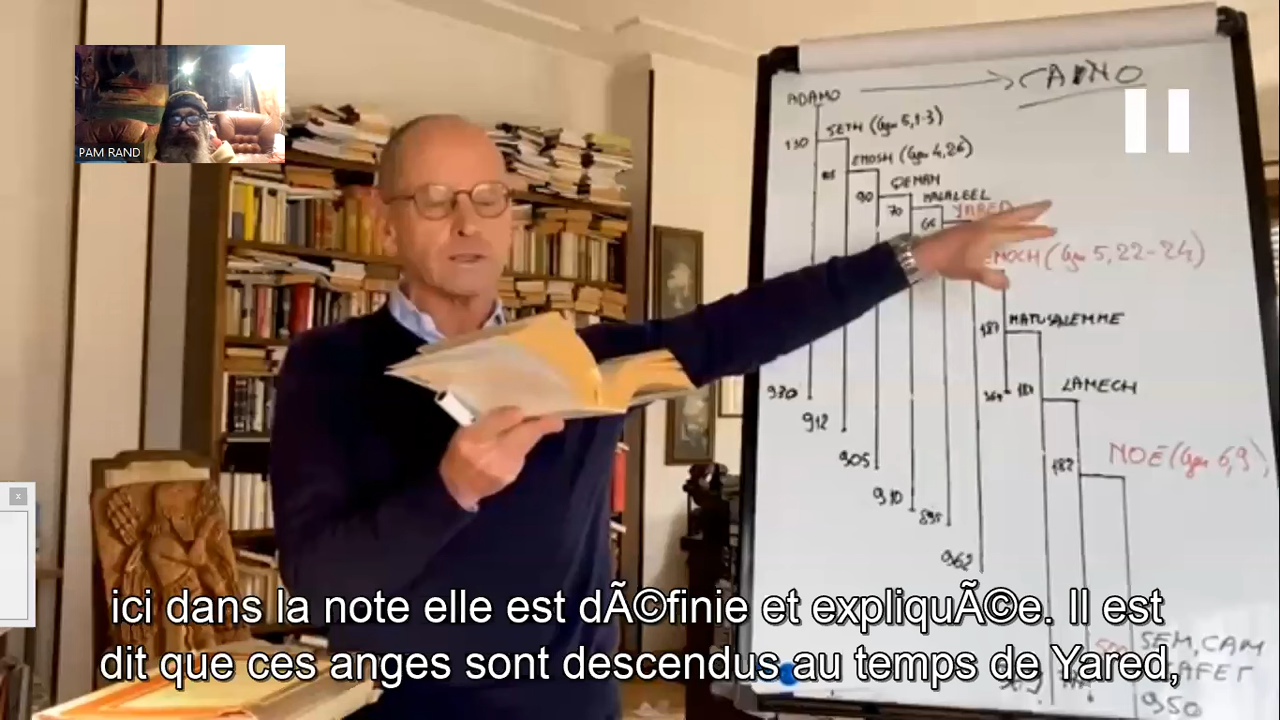 PAM RAND
ADAMO
CAINO
130
SETH (Gen 5,1-3)
ENOSH (Gen 4,26)
90
QENAN
70
MALALEEL
YARED
ENOCH (Gen 5,22-24)
187
MATUSALEMME
LAMECH
182
NOÈ (Gen 6,9),
930
912
905
910
895
962
500
SEM, CAM
950
ici dans la note elle est dÃ©finie et expliquÃ©e. Il est
dit que ces anges sont descendus au temps de Yared,